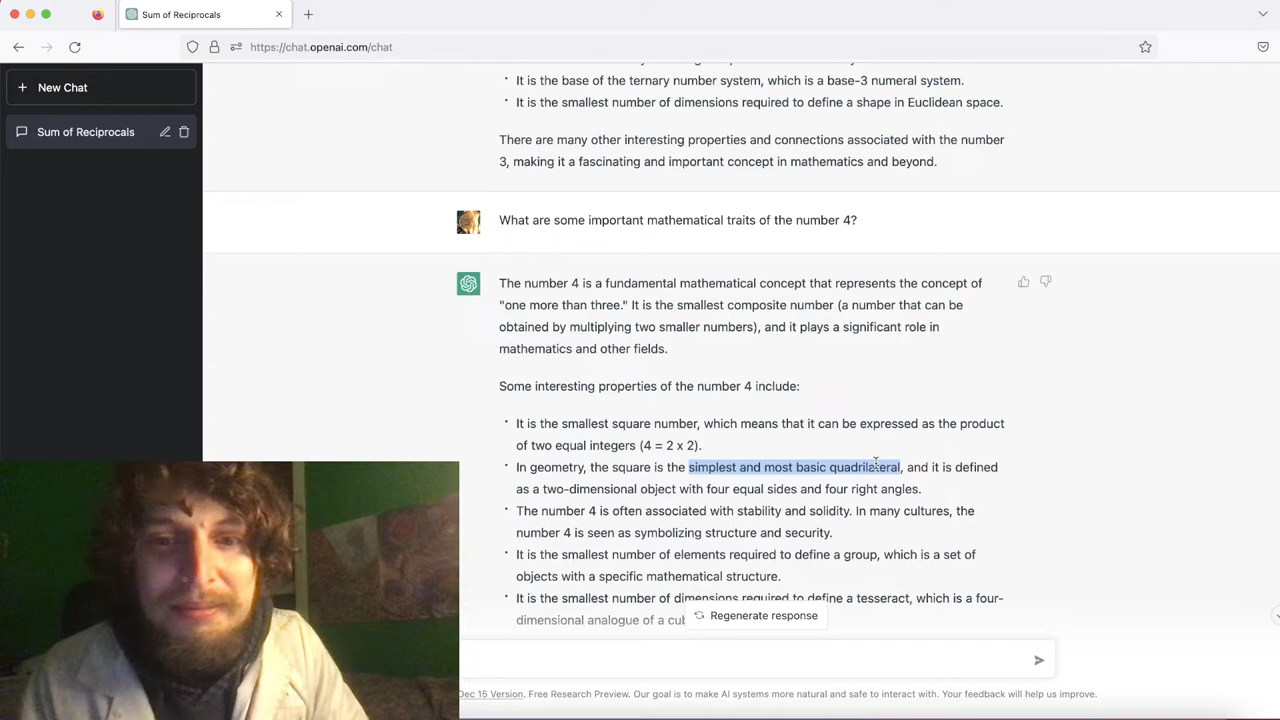 Sum of Reciprocals
https://chat.openai.com/chat
New Chat
Sum of Reciprocals
It is the base of the ternary number system, which is a base-3 numeral system.
It is the smallest number of dimensions required to define a shape in Euclidean space.
There are many other interesting properties and connections associated with the number
3, making it a fascinating and important concept in mathematics and beyond.
What are some important mathematical traits of the number 4?
The number 4 is a fundamental mathematical concept that represents the concept of
"one more than three." It is the smallest composite number (a number that can be
obtained by multiplying two smaller numbers), and it plays a significant role in
mathematics and other fields.
Some interesting properties of the number 4 include:
It is the smallest square number, which means that it can be expressed as the product
of two equal integers (4 = 2 x 2).
In geometry, the square is the simplest and most basic quadrilateral, and it is defined
as a two-dimensional object with four equal sides and four right angles.
The number 4 is often associated with stability and solidity. In many cultures, the
number 4 is seen as symbolizing structure and security.
It is the smallest number of elements required to define a group, which is a set of
objects with a specific mathematical structure.
It is the smallest number of dimensions required to define a tesseract, which is a four-
dimensional analogue of a
Regenerate response
Dec 15 Version. Free Research Preview. Our goal is to make AI systems more natural and safe to interact with. Your feedback will help us improve.